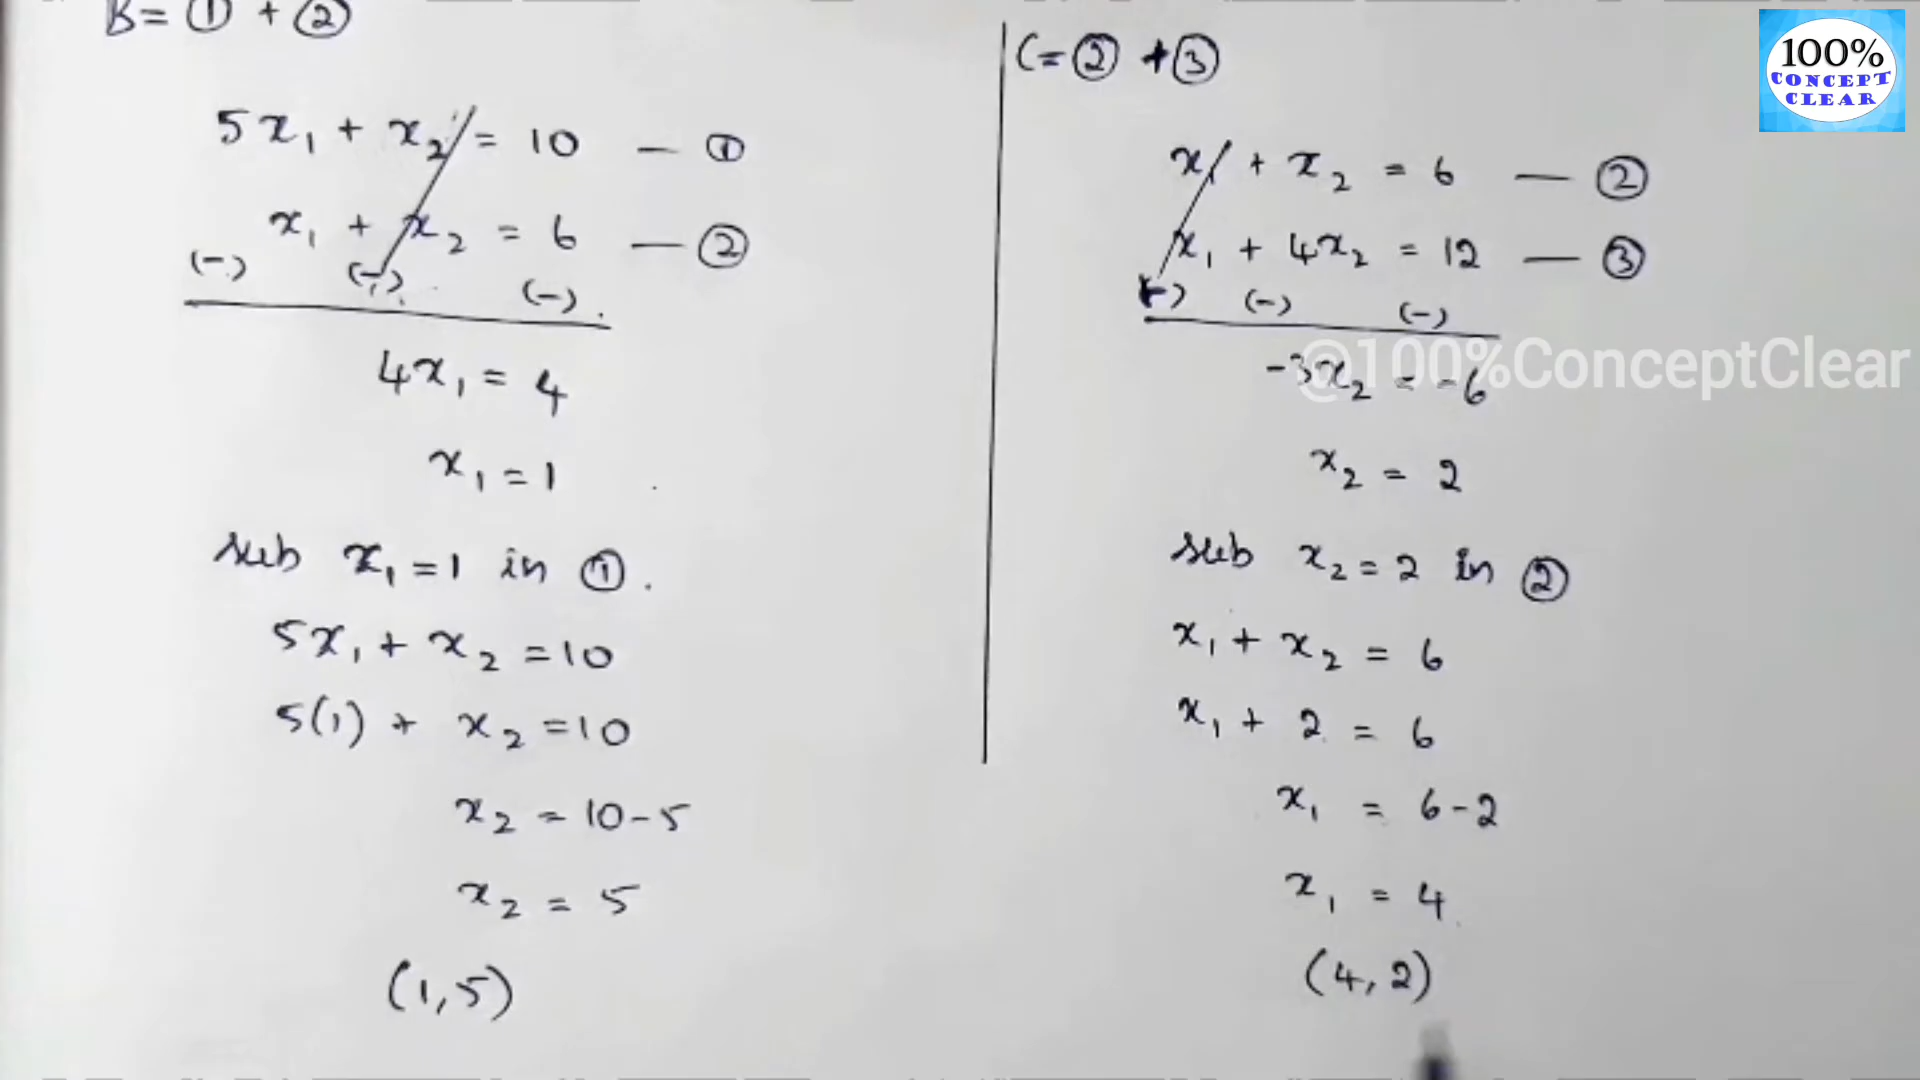 B = ① + ②
5x₁ + x₂ = 10 — ①
x₁ + x₂ = 6 — ②
(-) (-) (-)
4x₁ = 4
x₁ = 1
sub x₁ = 1 in ①.
5x₁ + x₂ = 10
5(1) + x₂ = 10
x₂ = 10 - 5
x₂ = 5
(1, 5)
C = ② + ③
x₁ + x₂ = 6 — ②
x₁ + 4x₂ = 12 — ③
(-) (-) (-)
-3x₂ = -6
x₂ = 2
sub x₂ = 2 in ②
x₁ + x₂ = 6
x₁ + 2 = 6
x₁ = 6 - 2
x₁ = 4
(4, 2)
100%
CONCEPT
CLEAR
@100%ConceptClear